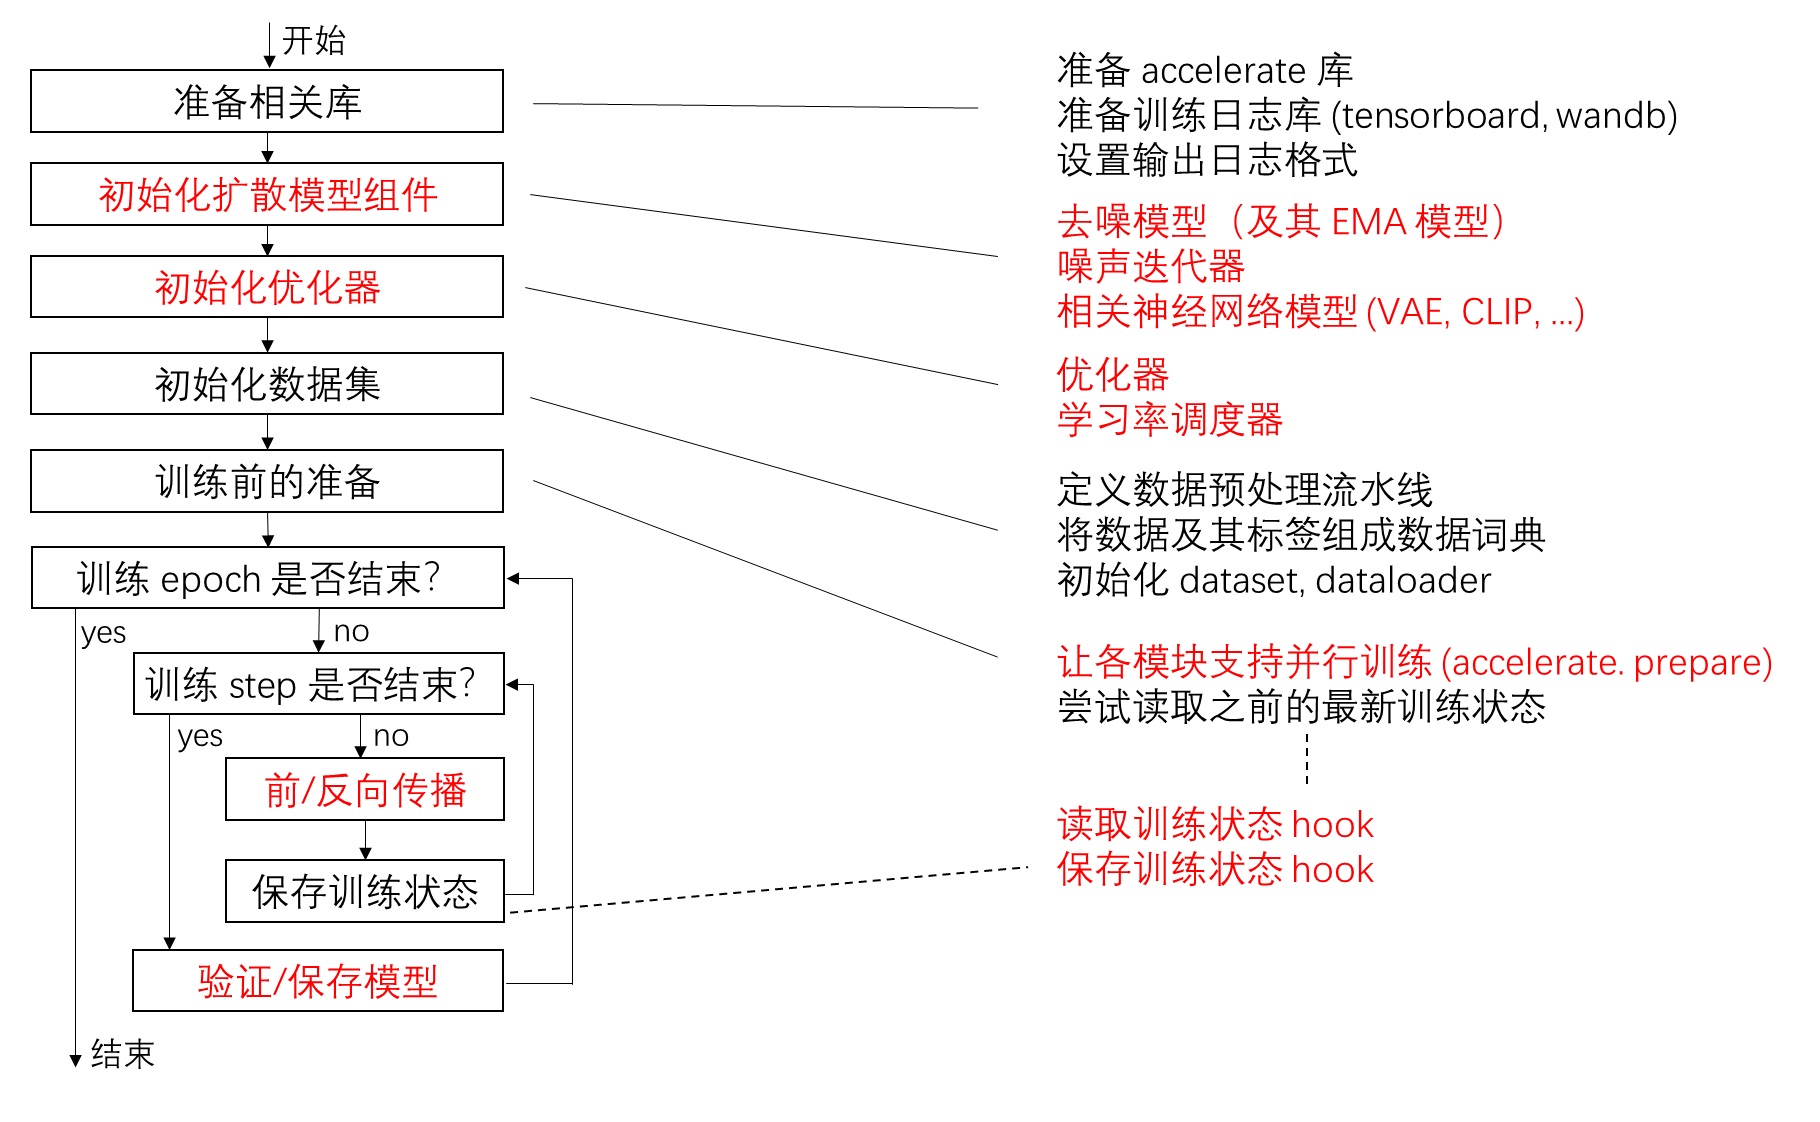 开始
准备相关库
初始化扩散模型组件
初始化优化器
初始化数据集
训练前的准备
训练 epoch 是否结束?
yes
no
训练 step 是否结束?
yes
no
前/反向传播
保存训练状态
验证/保存模型
结束
准备 accelerate 库
准备训练日志库 (tensorboard, wandb)
设置输出日志格式
去噪模型（及其 EMA 模型）
噪声迭代器
相关神经网络模型 (VAE, CLIP, ...)
优化器
学习率调度器
定义数据预处理流水线
将数据及其标签组成数据词典
初始化 dataset, dataloader
让各模块支持并行训练 (accelerate. prepare)
尝试读取之前的最新训练状态
读取训练状态 hook
保存训练状态 hook